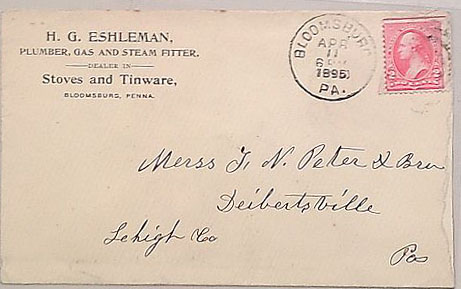 H. G. ESHLEMAN,
PLUMBER, GAS AND STEAM FITTER.
DEALER IN
Stoves and Tinware,
BLOOMSBURG, PENNA.
BLOOMSBURG
APR
11
1895
PA.
Merss J. N. Peter & Bro
Deibertsville
Lehigh Co
Pa